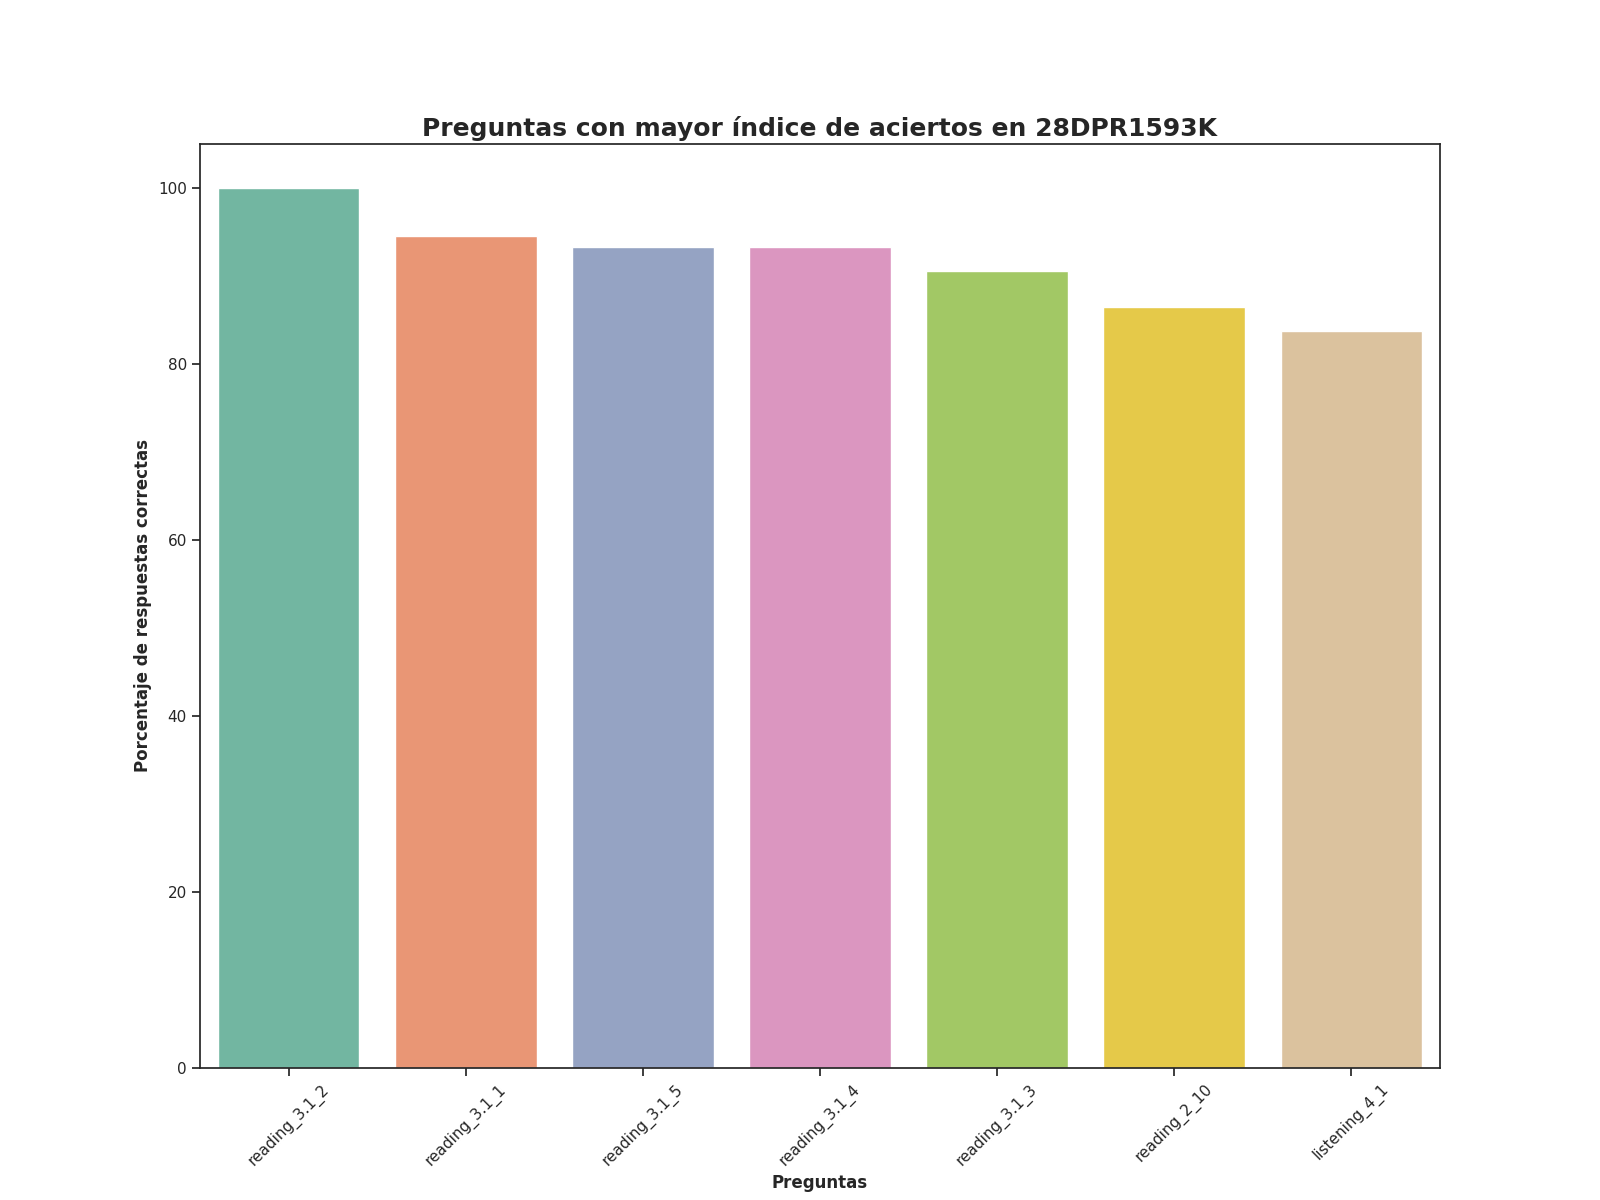 Preguntas con mayor índice de aciertos en 28DPR1593K
Porcentaje de respuestas correctas
100
80
60
40
20
0
reading_3.1_2
reading_3.1_1
reading_3.1_5
reading_3.1_4
reading_3.1_3
reading_2_10
listening_4_1
Preguntas